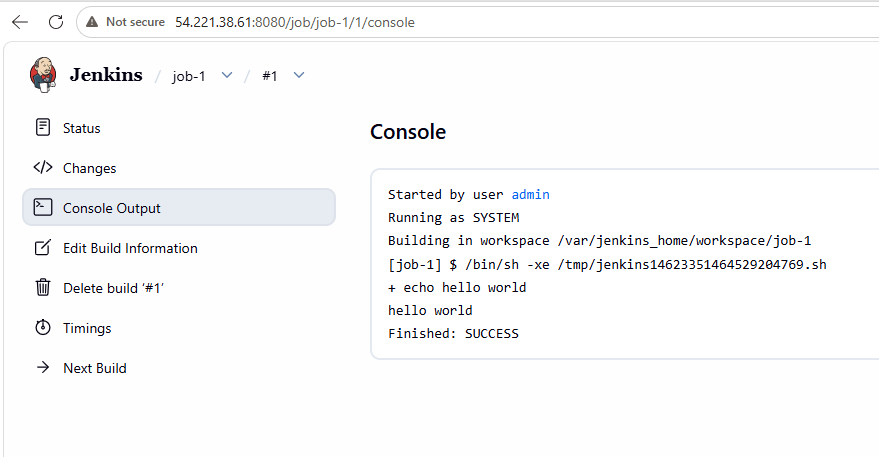 Not secure 54.221.38.61:8080/job/job-1/1/console
Jenkins / job-1 / #1
Status
Changes
Console Output
Edit Build Information
Delete build ‘#1’
Timings
Next Build
Console
Started by user admin
Running as SYSTEM
Building in workspace /var/jenkins_home/workspace/job-1
[job-1] $ /bin/sh -xe /tmp/jenkins14623351464529204769.sh
+ echo hello world
hello world
Finished: SUCCESS